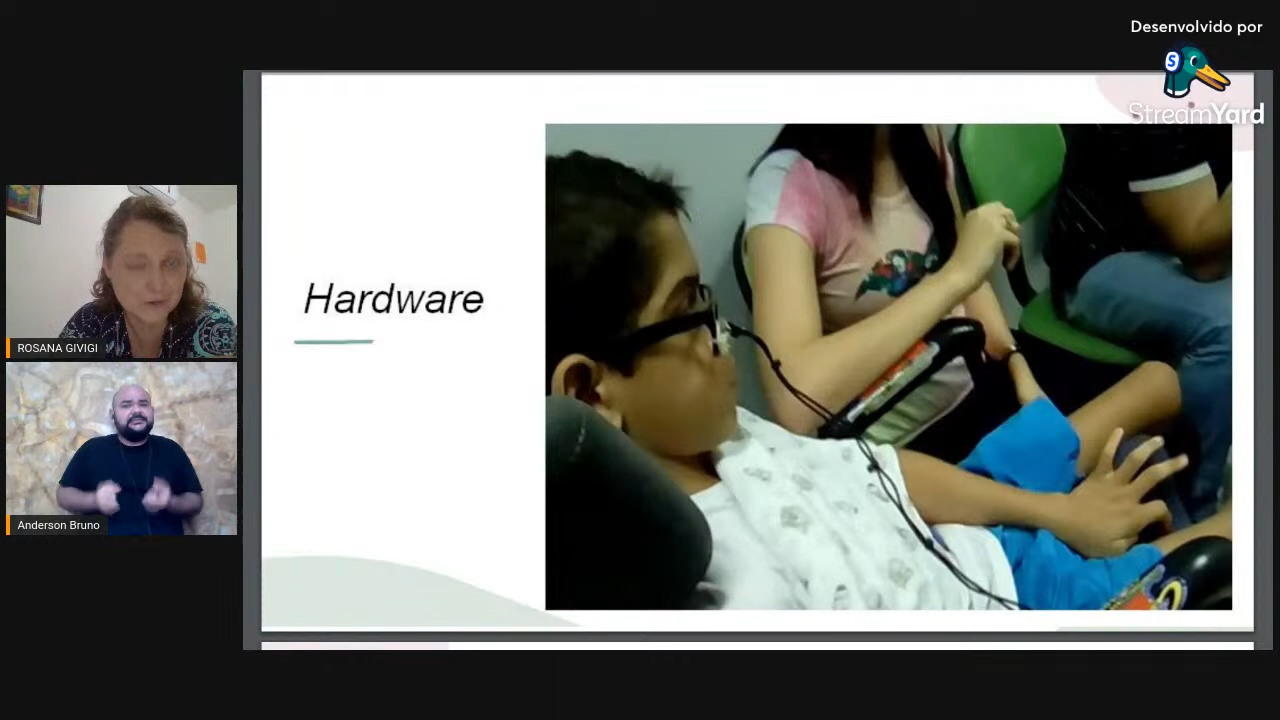 Desenvolvido por
StreamYard
Hardware
ROSANA GIVIGI
Anderson Bruno